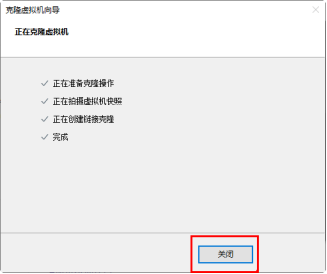 克隆虚拟机向导
正在克隆虚拟机
正在准备克隆操作
正在拍摄虚拟机快照
正在创建链接克隆
完成
关闭